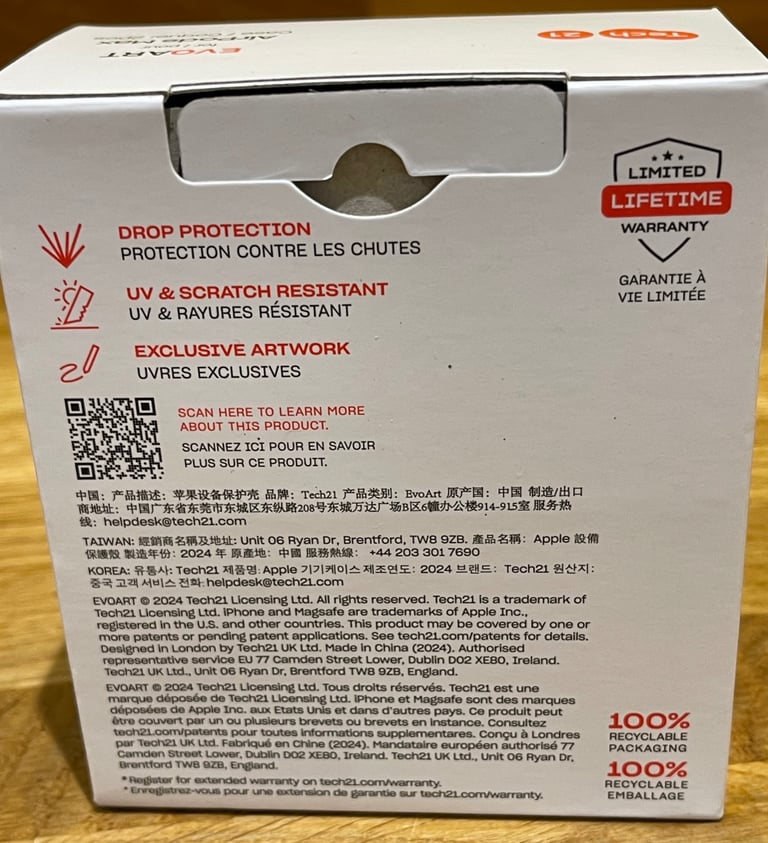 EVOART
for / pour
AirPods Max
Case / Coque
Tech
21
LIMITED
LIFETIME
WARRANTY
GARANTIE À
VIE LIMITÉE
DROP PROTECTION
PROTECTION CONTRE LES CHUTES
UV & SCRATCH RESISTANT
UV & RAYURES RÉSISTANT
EXCLUSIVE ARTWORK
UVRES EXCLUSIVES
SCAN HERE TO LEARN MORE
ABOUT THIS PRODUCT.
SCANNEZ ICI POUR EN SAVOIR
PLUS SUR CE PRODUIT.
中国: 产品描述: 苹果设备保护壳 品牌: Tech21 产品类别: EvoArt 原产国: 中国 制造/出口
商地址: 中国广东省东莞市东城区东纵路208号东城万达广场B区6幢办公楼914-915室 服务热
线: helpdesk@tech21.com
TAIWAN: 經銷商名稱及地址: Unit 06 Ryan Dr, Brentford, TW8 9ZB. 產品名稱: Apple 設備
保護殼 製造年份: 2024 年 原產地: 中國 服務熱線: +44 203 301 7690
KOREA: 유통사: Tech21 제품명: Apple 기기케이스 제조연도: 2024 브랜드: Tech21 원산지:
중국 고객 서비스 전화: helpdesk@tech21.com
EVOART © 2024 Tech21 Licensing Ltd. All rights reserved. Tech21 is a trademark of
Tech21 Licensing Ltd. iPhone and Magsafe are trademarks of Apple Inc.,
registered in the U.S. and other countries. This product may be covered by one or
more patents or pending patent applications. See tech21.com/patents for details.
Designed in London by Tech21 UK Ltd. Made in China (2024). Authorised
representative service EU 77 Camden Street Lower, Dublin D02 XE80, Ireland.
Tech21 UK Ltd., Unit 06 Ryan Dr, Brentford TW8 9ZB, England.
EVOART © 2024 Tech21 Licensing Ltd. Tous droits réservés. Tech21 est une
marque déposée de Tech21 Licensing Ltd. iPhone et Magsafe sont des marques
déposées de Apple Inc. aux Etats Unis et dans d'autres pays. Ce produit peut
être couvert par un ou plusieurs brevets ou brevets en instance. Consultez
tech21.com/patents pour toutes informations supplementaires. Conçu à Londres
par Tech21 UK Ltd. Fabriqué en Chine (2024). Mandataire européen authorisé 77
Camden Street Lower, Dublin D02 XE80, Ireland. Tech21 UK Ltd., Unit 06 Ryan Dr,
Brentford TW8 9ZB, England.
*Register for extended warranty on tech21.com/warranty.
*Enregistrez-vous pour une extension de garantie sur tech21.com/warranty.
100%
RECYCLABLE
PACKAGING
100%
RECYCLABLE
EMBALLAGE